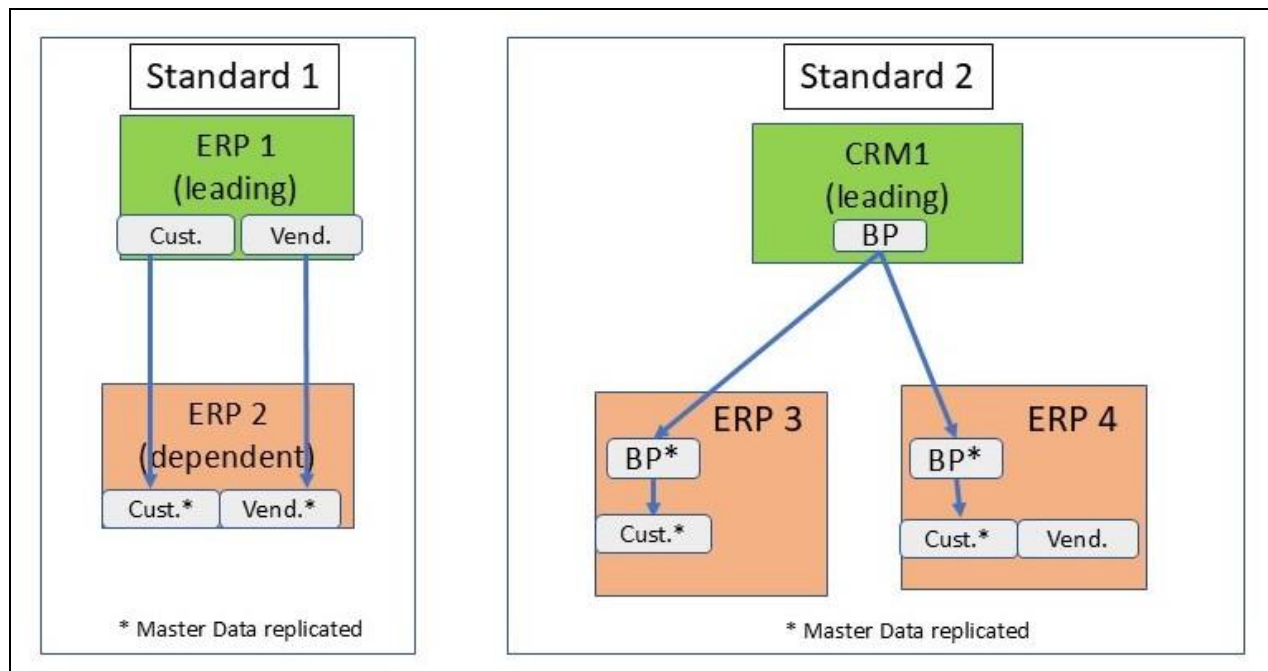 Standard 1
ERP 1
(leading)
Cust.
Vend.
ERP 2
(dependent)
Cust.*
Vend.*
* Master Data replicated
Standard 2
CRM1
(leading)
BP
ERP 3
BP*
Cust.*
ERP 4
BP*
Cust.*
Vend.
* Master Data replicated